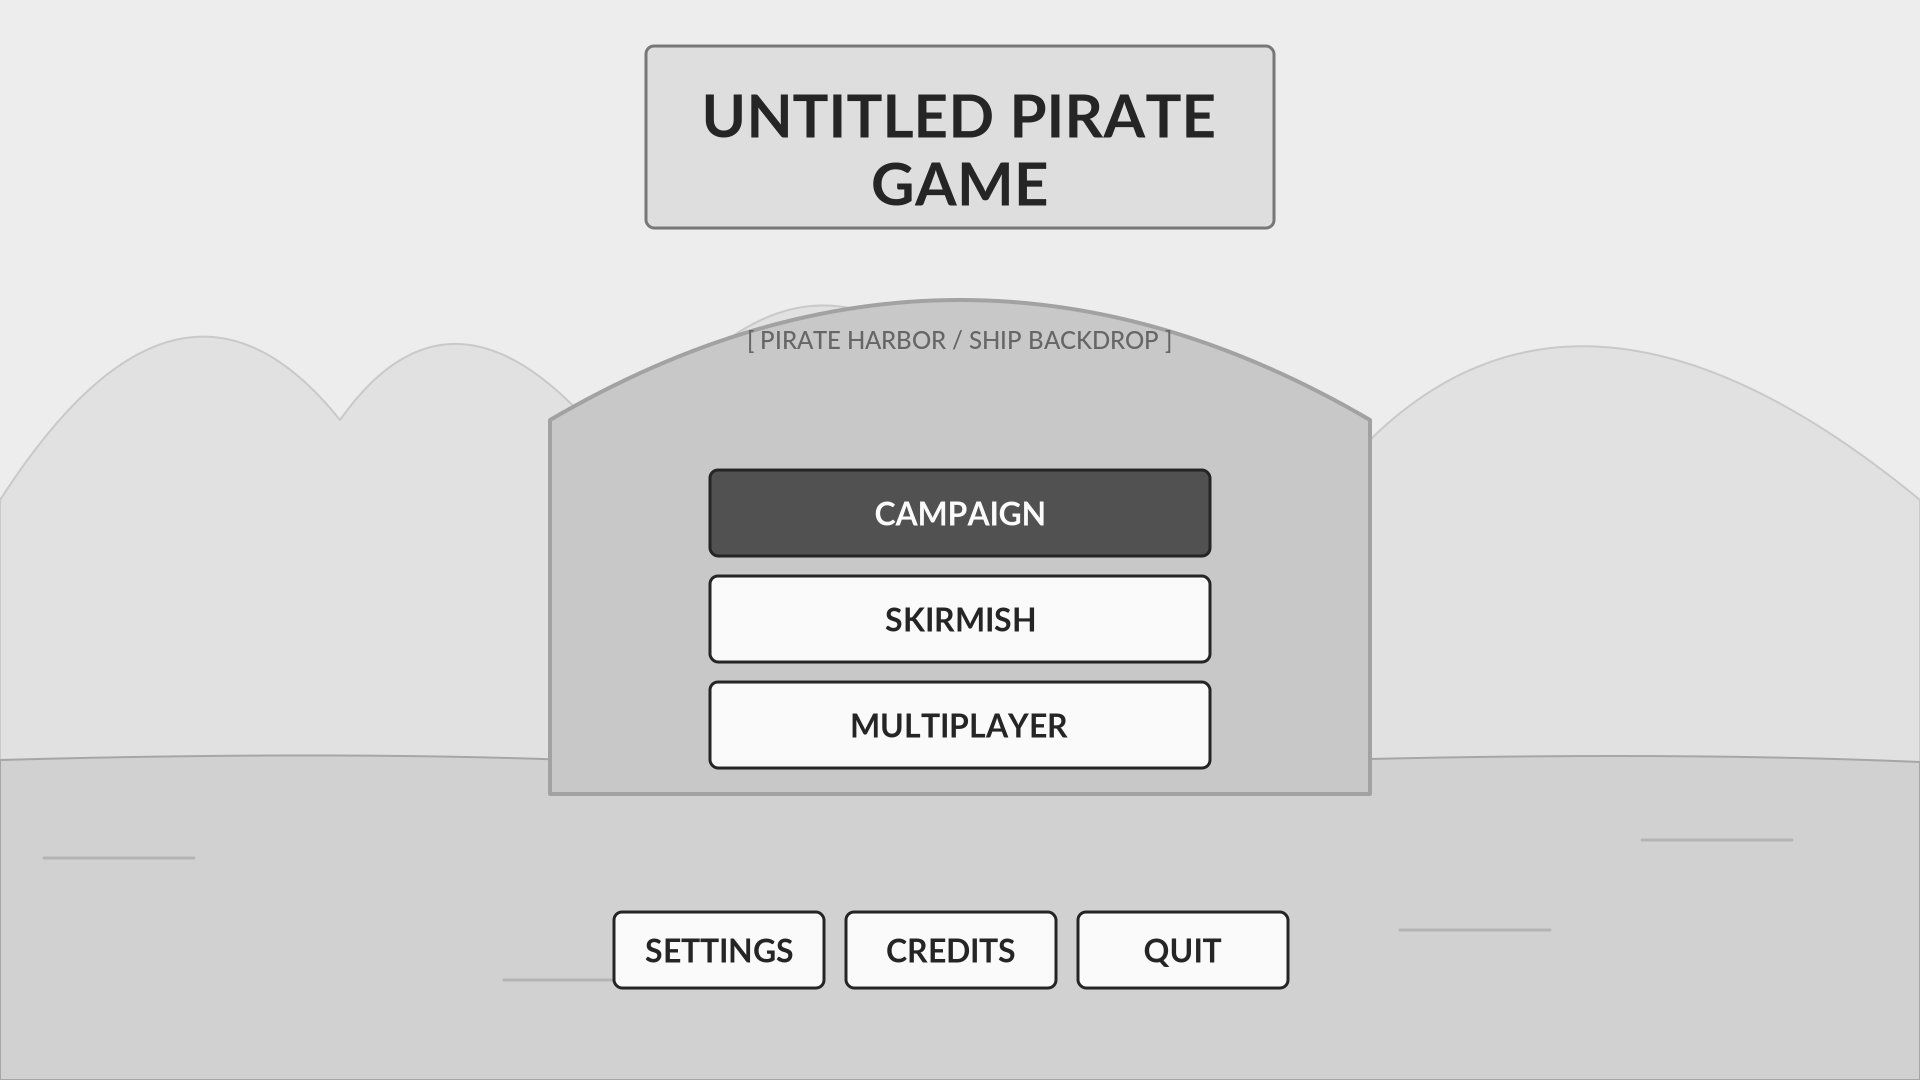 UNTITLED PIRATE
GAME
[ PIRATE HARBOR / SHIP BACKDROP ]
CAMPAIGN
SKIRMISH
MULTIPLAYER
SETTINGS
CREDITS
QUIT